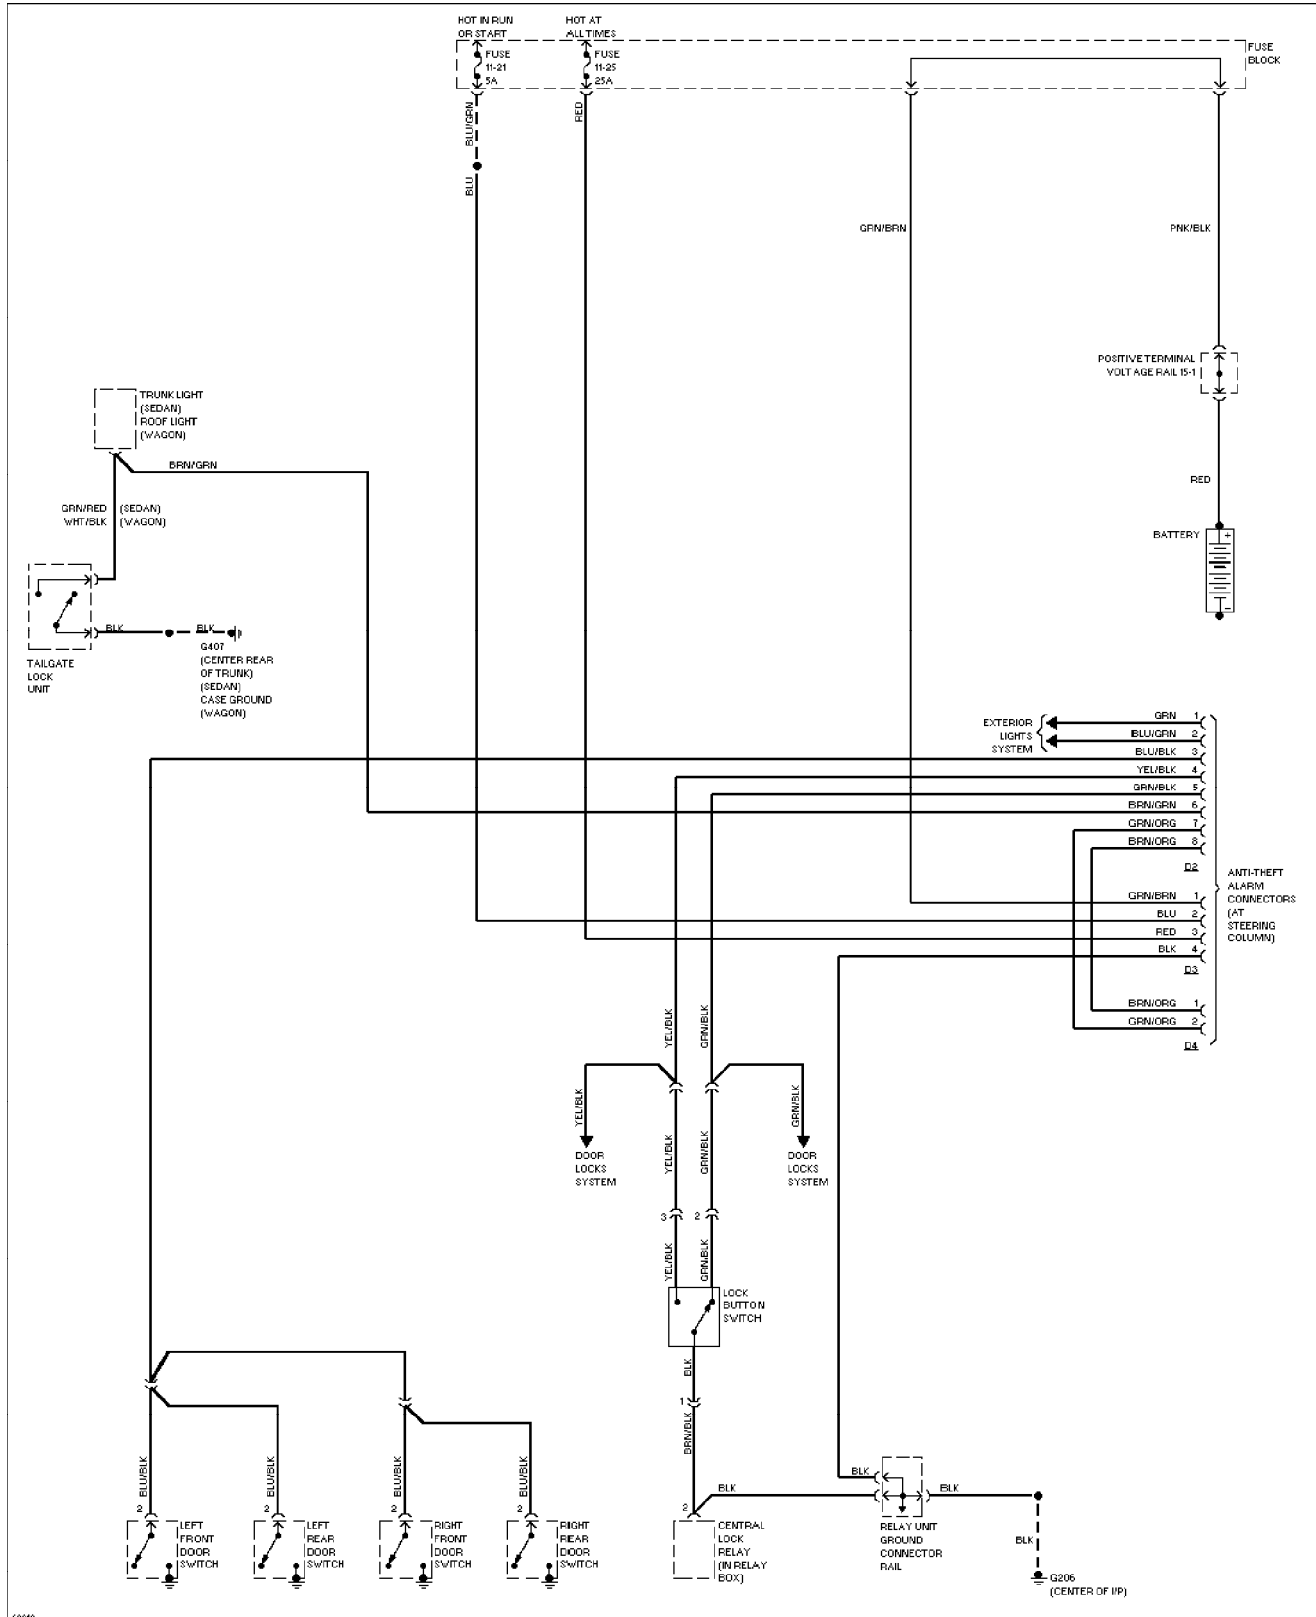 HOT IN RUN
OR START
HOT AT
ALL TIMES
FUSE
11-21
5A
FUSE
11-25
25A
FUSE
BLOCK
BLU/GRN
RED
BLU
GRN/BRN
PNK/BLK
POSITIVE TERMINAL
VOLTAGE RAIL 15-1
TRUNK LIGHT
(SEDAN)
ROOF LIGHT
(WAGON)
BRN/GRN
RED
GRN/RED (SEDAN)
WHT/BLK (WAGON)
BATTERY
+
-
BLK
BLK
G407
(CENTER REAR
OF TRUNK)
(SEDAN)
CASE GROUND
(WAGON)
TAILGATE
LOCK
UNIT
EXTERIOR
LIGHTS
SYSTEM
GRN 1
BLU/GRN 2
BLU/BLK 3
YEL/BLK 4
GRN/BLK 5
BRN/GRN 6
GRN/ORG 7
BRN/ORG 8
D2
GRN/BRN 1
BLU 2
RED 3
BLK 4
D3
BRN/ORG 1
GRN/ORG 2
D4
ANTI-THEFT
ALARM
CONNECTORS
(AT
STEERING
COLUMN)
YEL/BLK
GRN/BLK
YEL/BLK
YEL/BLK
GRN/BLK
GRN/BLK
DOOR
LOCKS
SYSTEM
DOOR
LOCKS
SYSTEM
3
2
YEL/BLK
GRN/BLK
LOCK
BUTTON
SWITCH
BLK
1
BRN/BLK
BLU/BLK
BLU/BLK
BLU/BLK
BLU/BLK
2
2
2
2
2
BLK
BLK
BLK
LEFT
FRONT
DOOR
SWITCH
LEFT
REAR
DOOR
SWITCH
RIGHT
FRONT
DOOR
SWITCH
RIGHT
REAR
DOOR
SWITCH
CENTRAL
LOCK
RELAY
(IN RELAY
BOX)
RELAY UNIT
GROUND
CONNECTOR
RAIL
BLK
G206
(CENTER OF I/P)